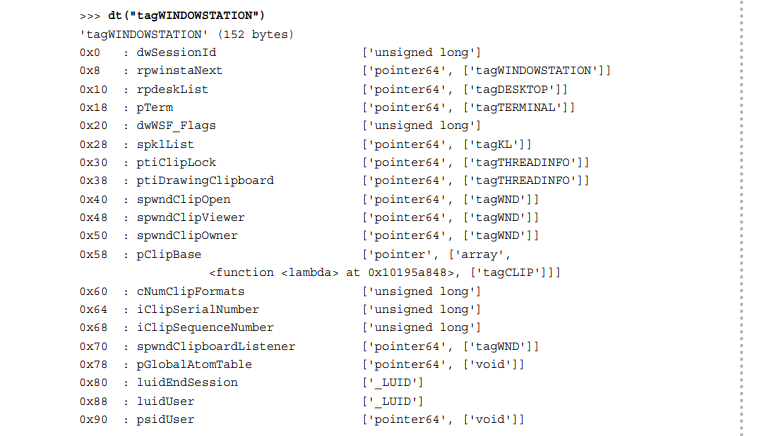 >>> dt("tagWINDOWSTATION")
'tagWINDOWSTATION' (152 bytes)
0x0 : dwSessionId ['unsigned long']
0x8 : rpwinstaNext ['pointer64', ['tagWINDOWSTATION']]
0x10 : rpdeskList ['pointer64', ['tagDESKTOP']]
0x18 : pTerm ['pointer64', ['tagTERMINAL']]
0x20 : dwWSF_Flags ['unsigned long']
0x28 : spklList ['pointer64', ['tagKL']]
0x30 : ptiClipLock ['pointer64', ['tagTHREADINFO']]
0x38 : ptiDrawingClipboard ['pointer64', ['tagTHREADINFO']]
0x40 : spwndClipOpen ['pointer64', ['tagWND']]
0x48 : spwndClipViewer ['pointer64', ['tagWND']]
0x50 : spwndClipOwner ['pointer64', ['tagWND']]
0x58 : pClipBase ['pointer', ['array',
<function <lambda> at 0x10195a848>, ['tagCLIP']]]
0x60 : cNumClipFormats ['unsigned long']
0x64 : iClipSerialNumber ['unsigned long']
0x68 : iClipSequenceNumber ['unsigned long']
0x70 : spwndClipboardListener ['pointer64', ['tagWND']]
0x78 : pGlobalAtomTable ['pointer64', ['void']]
0x80 : luidEndSession ['_LUID']
0x88 : luidUser ['_LUID']
0x90 : psidUser ['pointer64', ['void']]